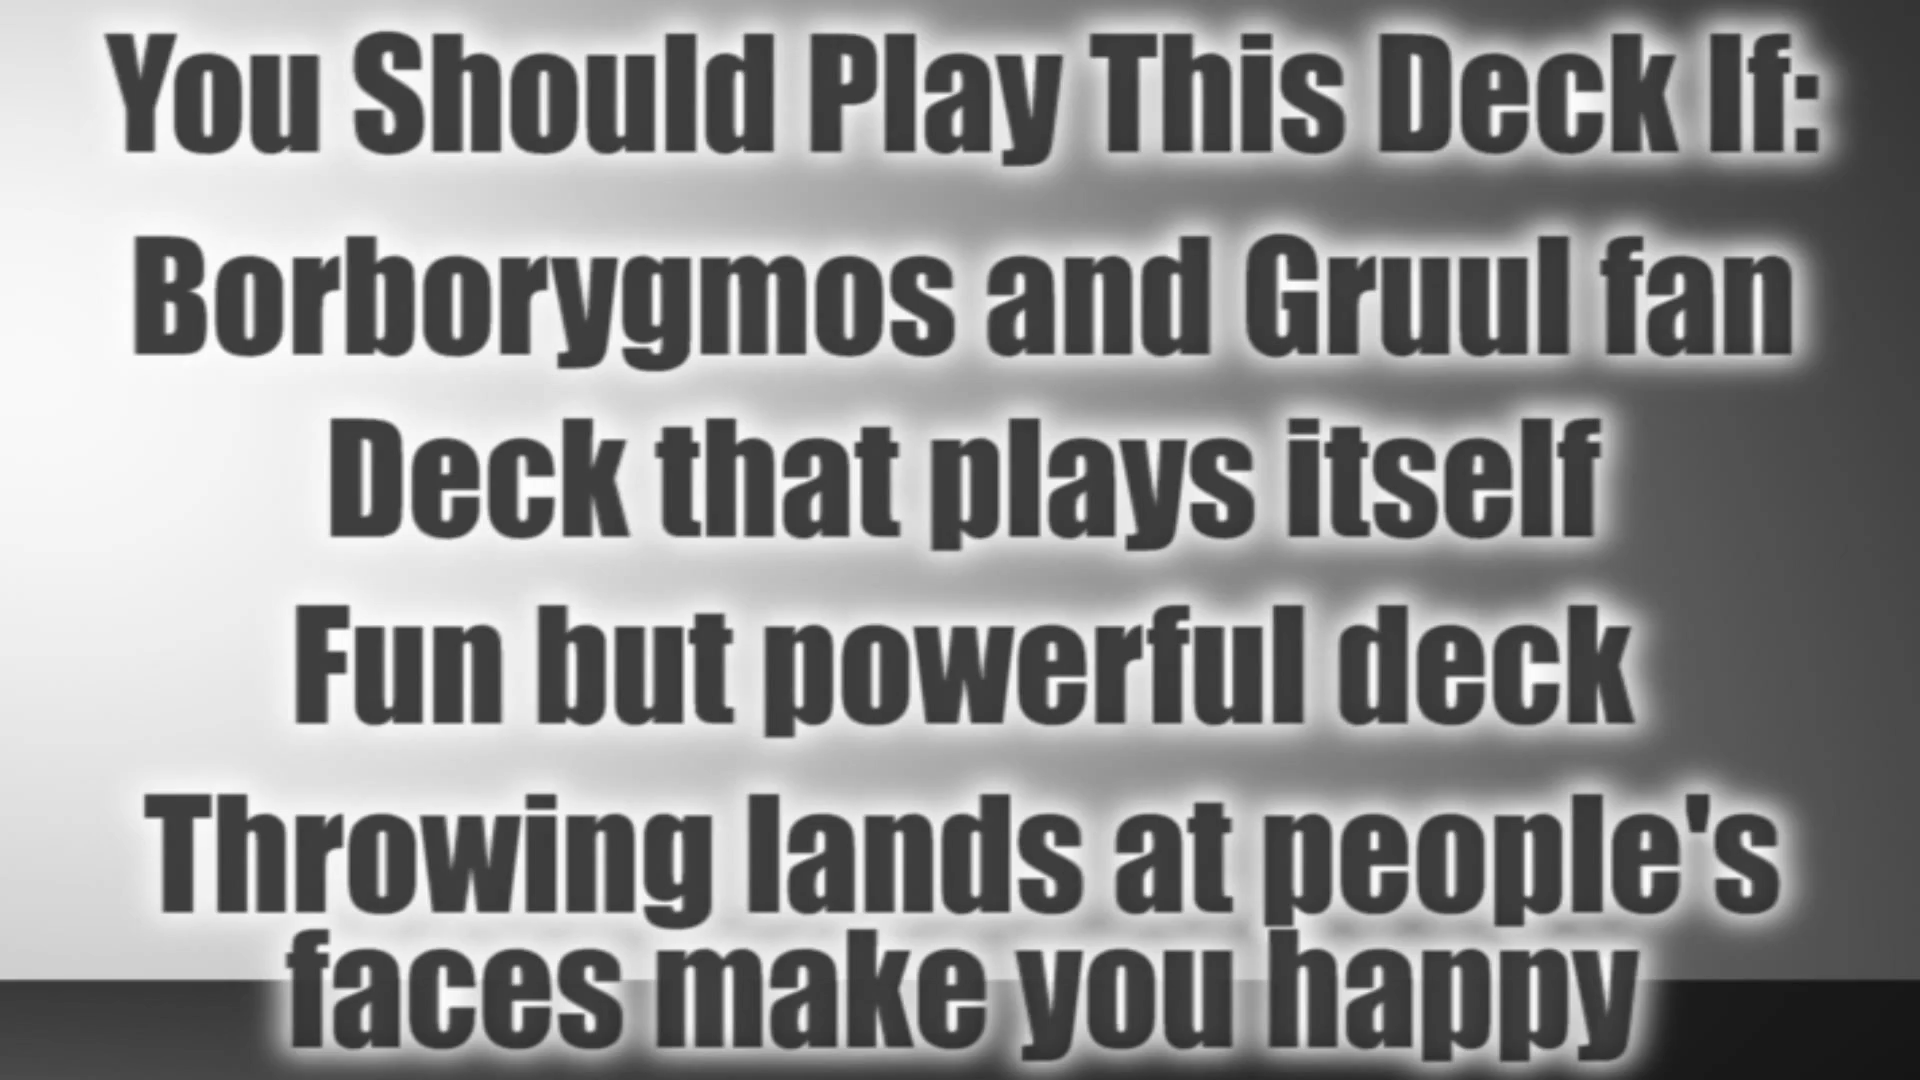 You Should Play This Deck If:
Borborygmos and Gruul fan
Deck that plays itself
Fun but powerful deck
Throwing lands at people's
faces make you happy